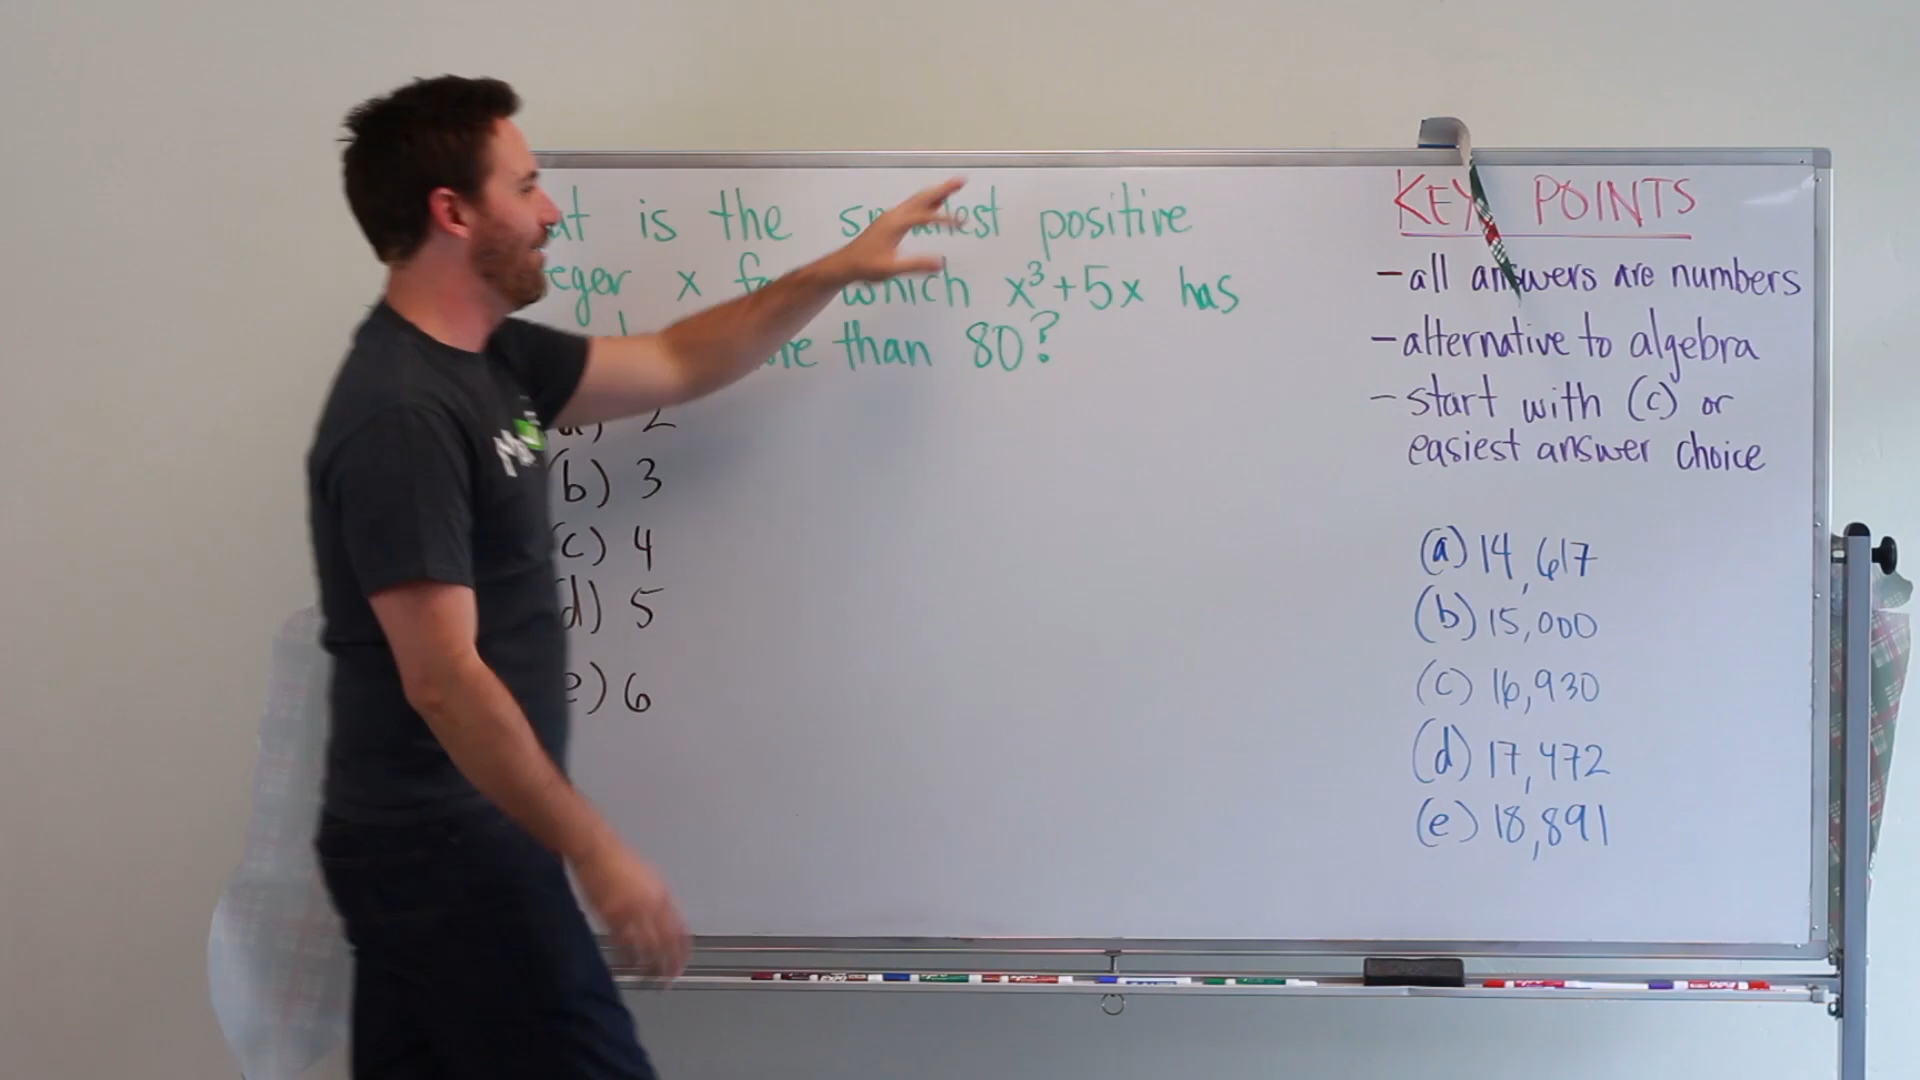 is the smallest positive
x for which x³+5x has
than 80?
(b) 3
(c) 4
d) 5
e) 6
KEY POINTS
-all answers are numbers
-alternative to algebra
-start with (c) or
easiest answer choice
(a) 14,617
(b) 15,000
(c) 16,930
(d) 17,472
(e) 18,891